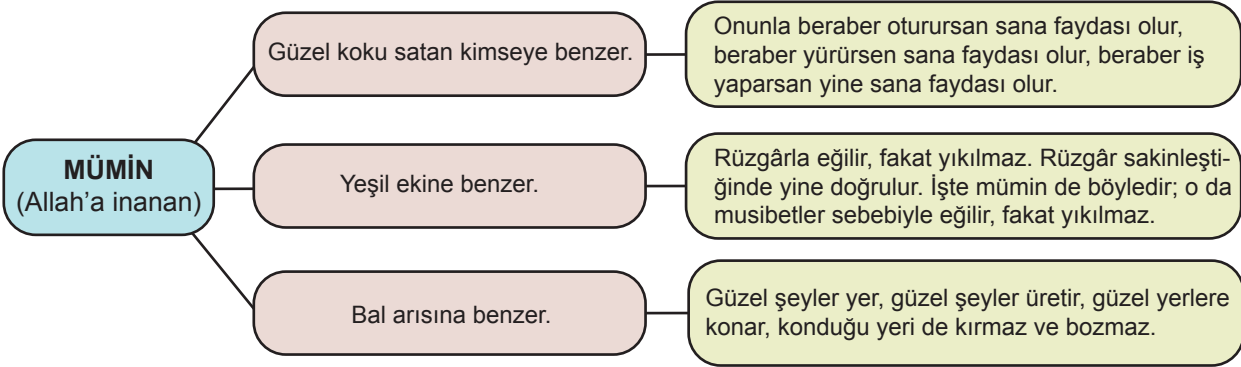 MÜMİN
(Allah’a inanan)
Güzel koku satan kimseye benzer.
Onunla beraber oturursan sana faydası olur,
beraber yürürsen sana faydası olur, beraber iş
yaparsan yine sana faydası olur.
Yeşil ekine benzer.
Rüzgârla eğilir, fakat yıkılmaz. Rüzgâr sakinleşti-
ğinde yine doğrulur. İşte mümin de böyledir; o da
musibetler sebebiyle eğilir, fakat yıkılmaz.
Bal arısına benzer.
Güzel şeyler yer, güzel şeyler üretir, güzel yerlere
konar, konduğu yeri de kırmaz ve bozmaz.